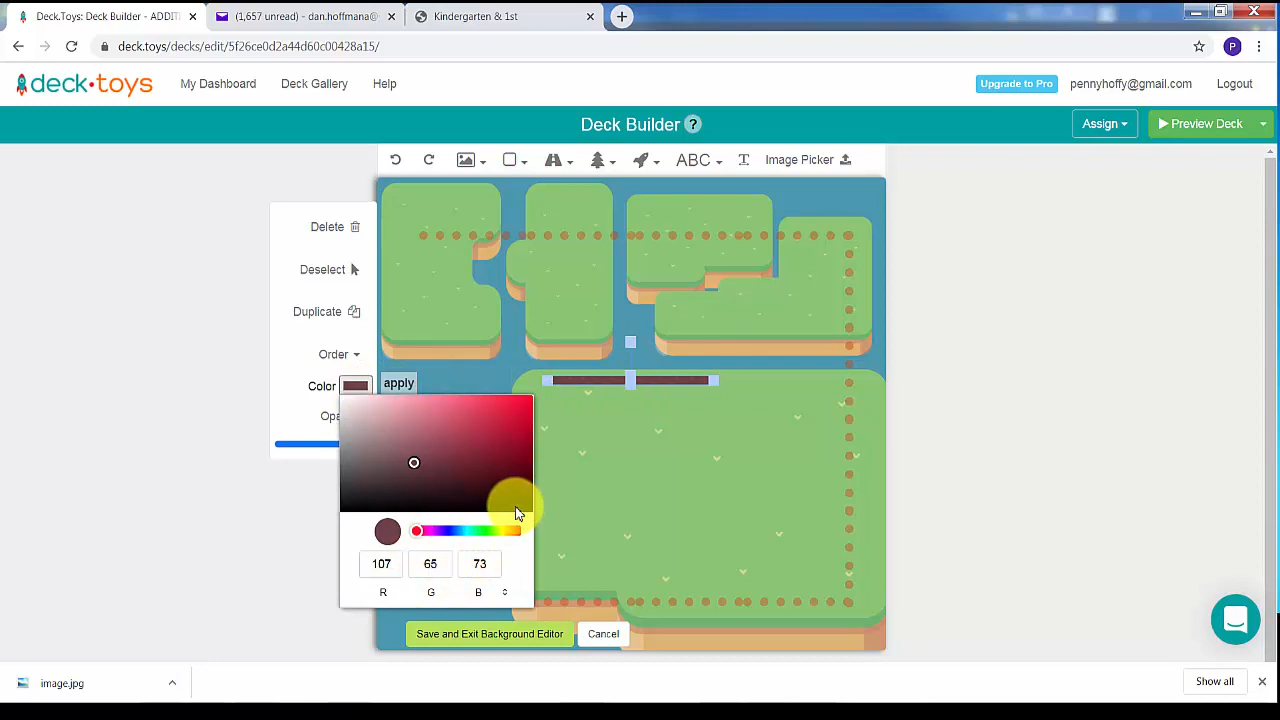 Deck.Toys: Deck Builder - ADDITI
(1,657 unread) - dan.hoffmana@
Kindergarten & 1st
deck.toys/decks/edit/5f26ce0d2a44d60c00428a15/
P
deck•toys
My Dashboard
Deck Gallery
Help
Upgrade to Pro
pennyhoffy@gmail.com
Logout
Deck Builder ?
Assign
Preview Deck
ABC
T
Image Picker
Delete
Deselect
Duplicate
Order
Color
apply
Opa
107
65
73
R
G
B
Save and Exit Background Editor
Cancel
image.jpg
Show all